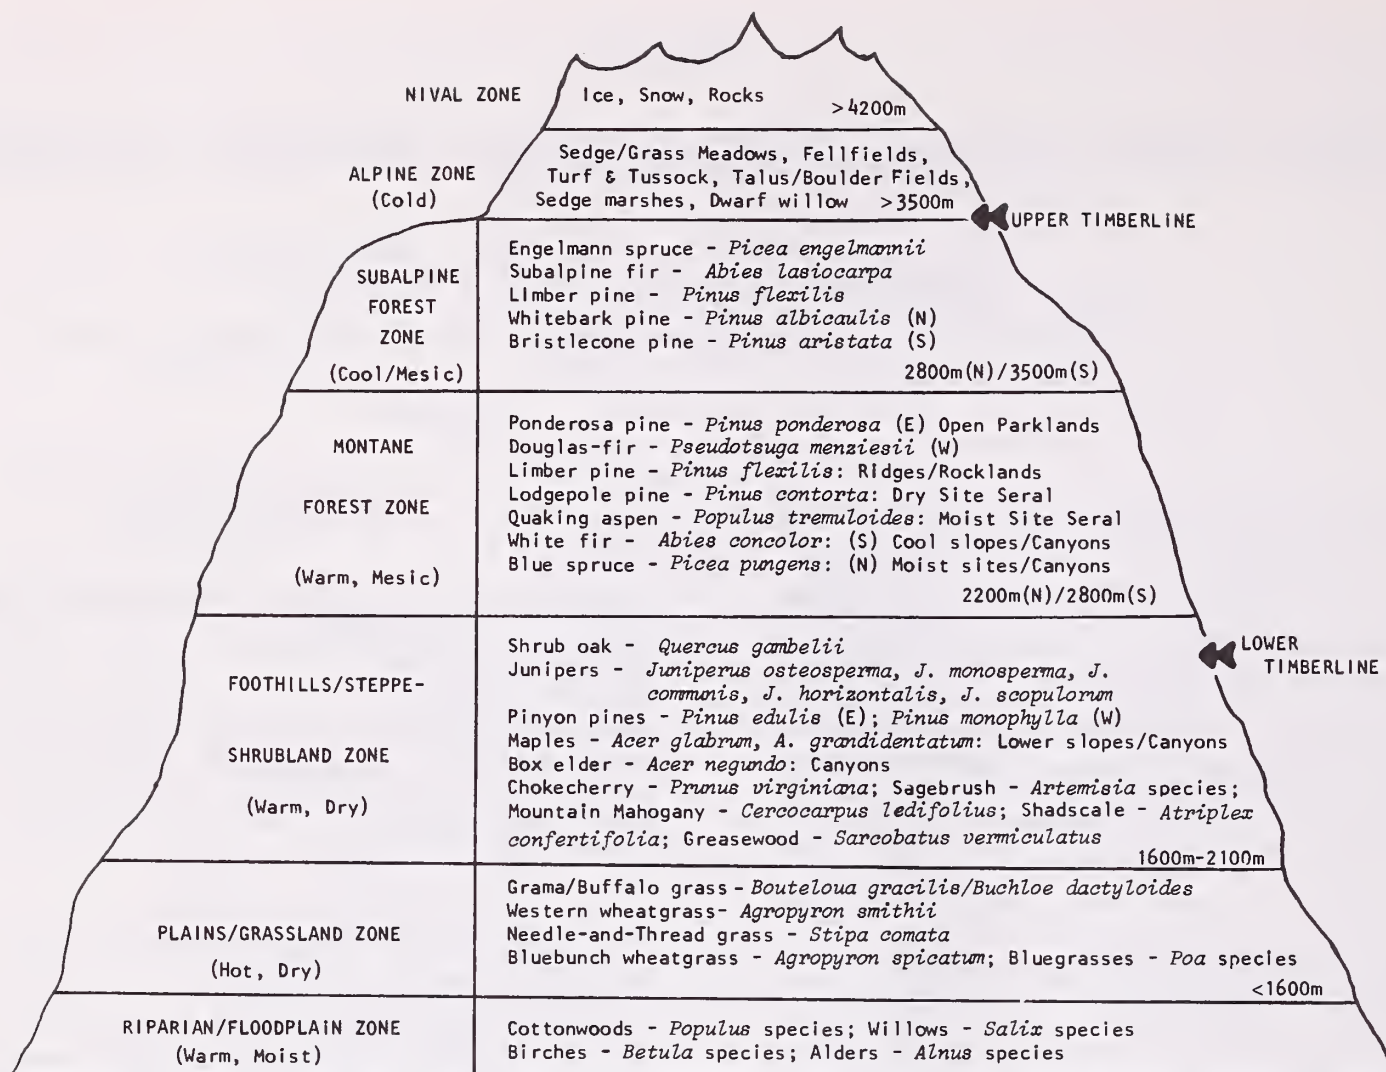 NIVAL ZONE
Ice, Snow, Rocks
>4200m
ALPINE ZONE
(Cold)
Sedge/Grass Meadows, Fellfields,
Turf & Tussock, Talus/Boulder Fields,
Sedge marshes, Dwarf willow >3500m
UPPER TIMBERLINE
SUBALPINE
FOREST
ZONE
(Cool/Mesic)
Engelmann spruce - Picea engelmannii
Subalpine fir - Abies lasiocarpa
Limber pine - Pinus flexilis
Whitebark pine - Pinus albicaulis (N)
Bristlecone pine - Pinus aristata (S)
2800m(N)/3500m(S)
MONTANE
FOREST ZONE
(Warm, Mesic)
Ponderosa pine - Pinus ponderosa (E) Open Parklands
Douglas-fir - Pseudotsuga menziesii (W)
Limber pine - Pinus flexilis: Ridges/Rocklands
Lodgepole pine - Pinus contorta: Dry Site Seral
Quaking aspen - Populus tremuloides: Moist Site Seral
White fir - Abies concolor: (S) Cool slopes/Canyons
Blue spruce - Picea pungens: (N) Moist sites/Canyons
2200m(N)/2800m(S)
LOWER
TIMBERLINE
FOOTHILLS/STEPPE-
SHRUBLAND ZONE
(Warm, Dry)
Shrub oak - Quercus gambelii
Junipers - Juniperus osteosperma, J. monosperma, J.
communis, J. horizontalis, J. scopulorum
Pinyon pines - Pinus edulis (E); Pinus monophylla (W)
Maples - Acer glabrum, A. grandidentatum: Lower slopes/Canyons
Box elder - Acer negundo: Canyons
Chokecherry - Prunus virginiana; Sagebrush - Artemisia species;
Mountain Mahogany - Cercocarpus ledifolius; Shadscale - Atriplex
confertifolia; Greasewood - Sarcobatus vermiculatus
1600m-2100m
PLAINS/GRASSLAND ZONE
(Hot, Dry)
Grama/Buffalo grass - Bouteloua gracilis/Buchloe dactyloides
Western wheatgrass- Agropyron smithii
Needle-and-Thread grass - Stipa comata
Bluebunch wheatgrass - Agropyron spicatum; Bluegrasses - Poa species
<1600m
RIPARIAN/FLOODPLAIN ZONE
(Warm, Moist)
Cottonwoods - Populus species; Willows - Salix species
Birches - Betula species; Alders - Alnus species